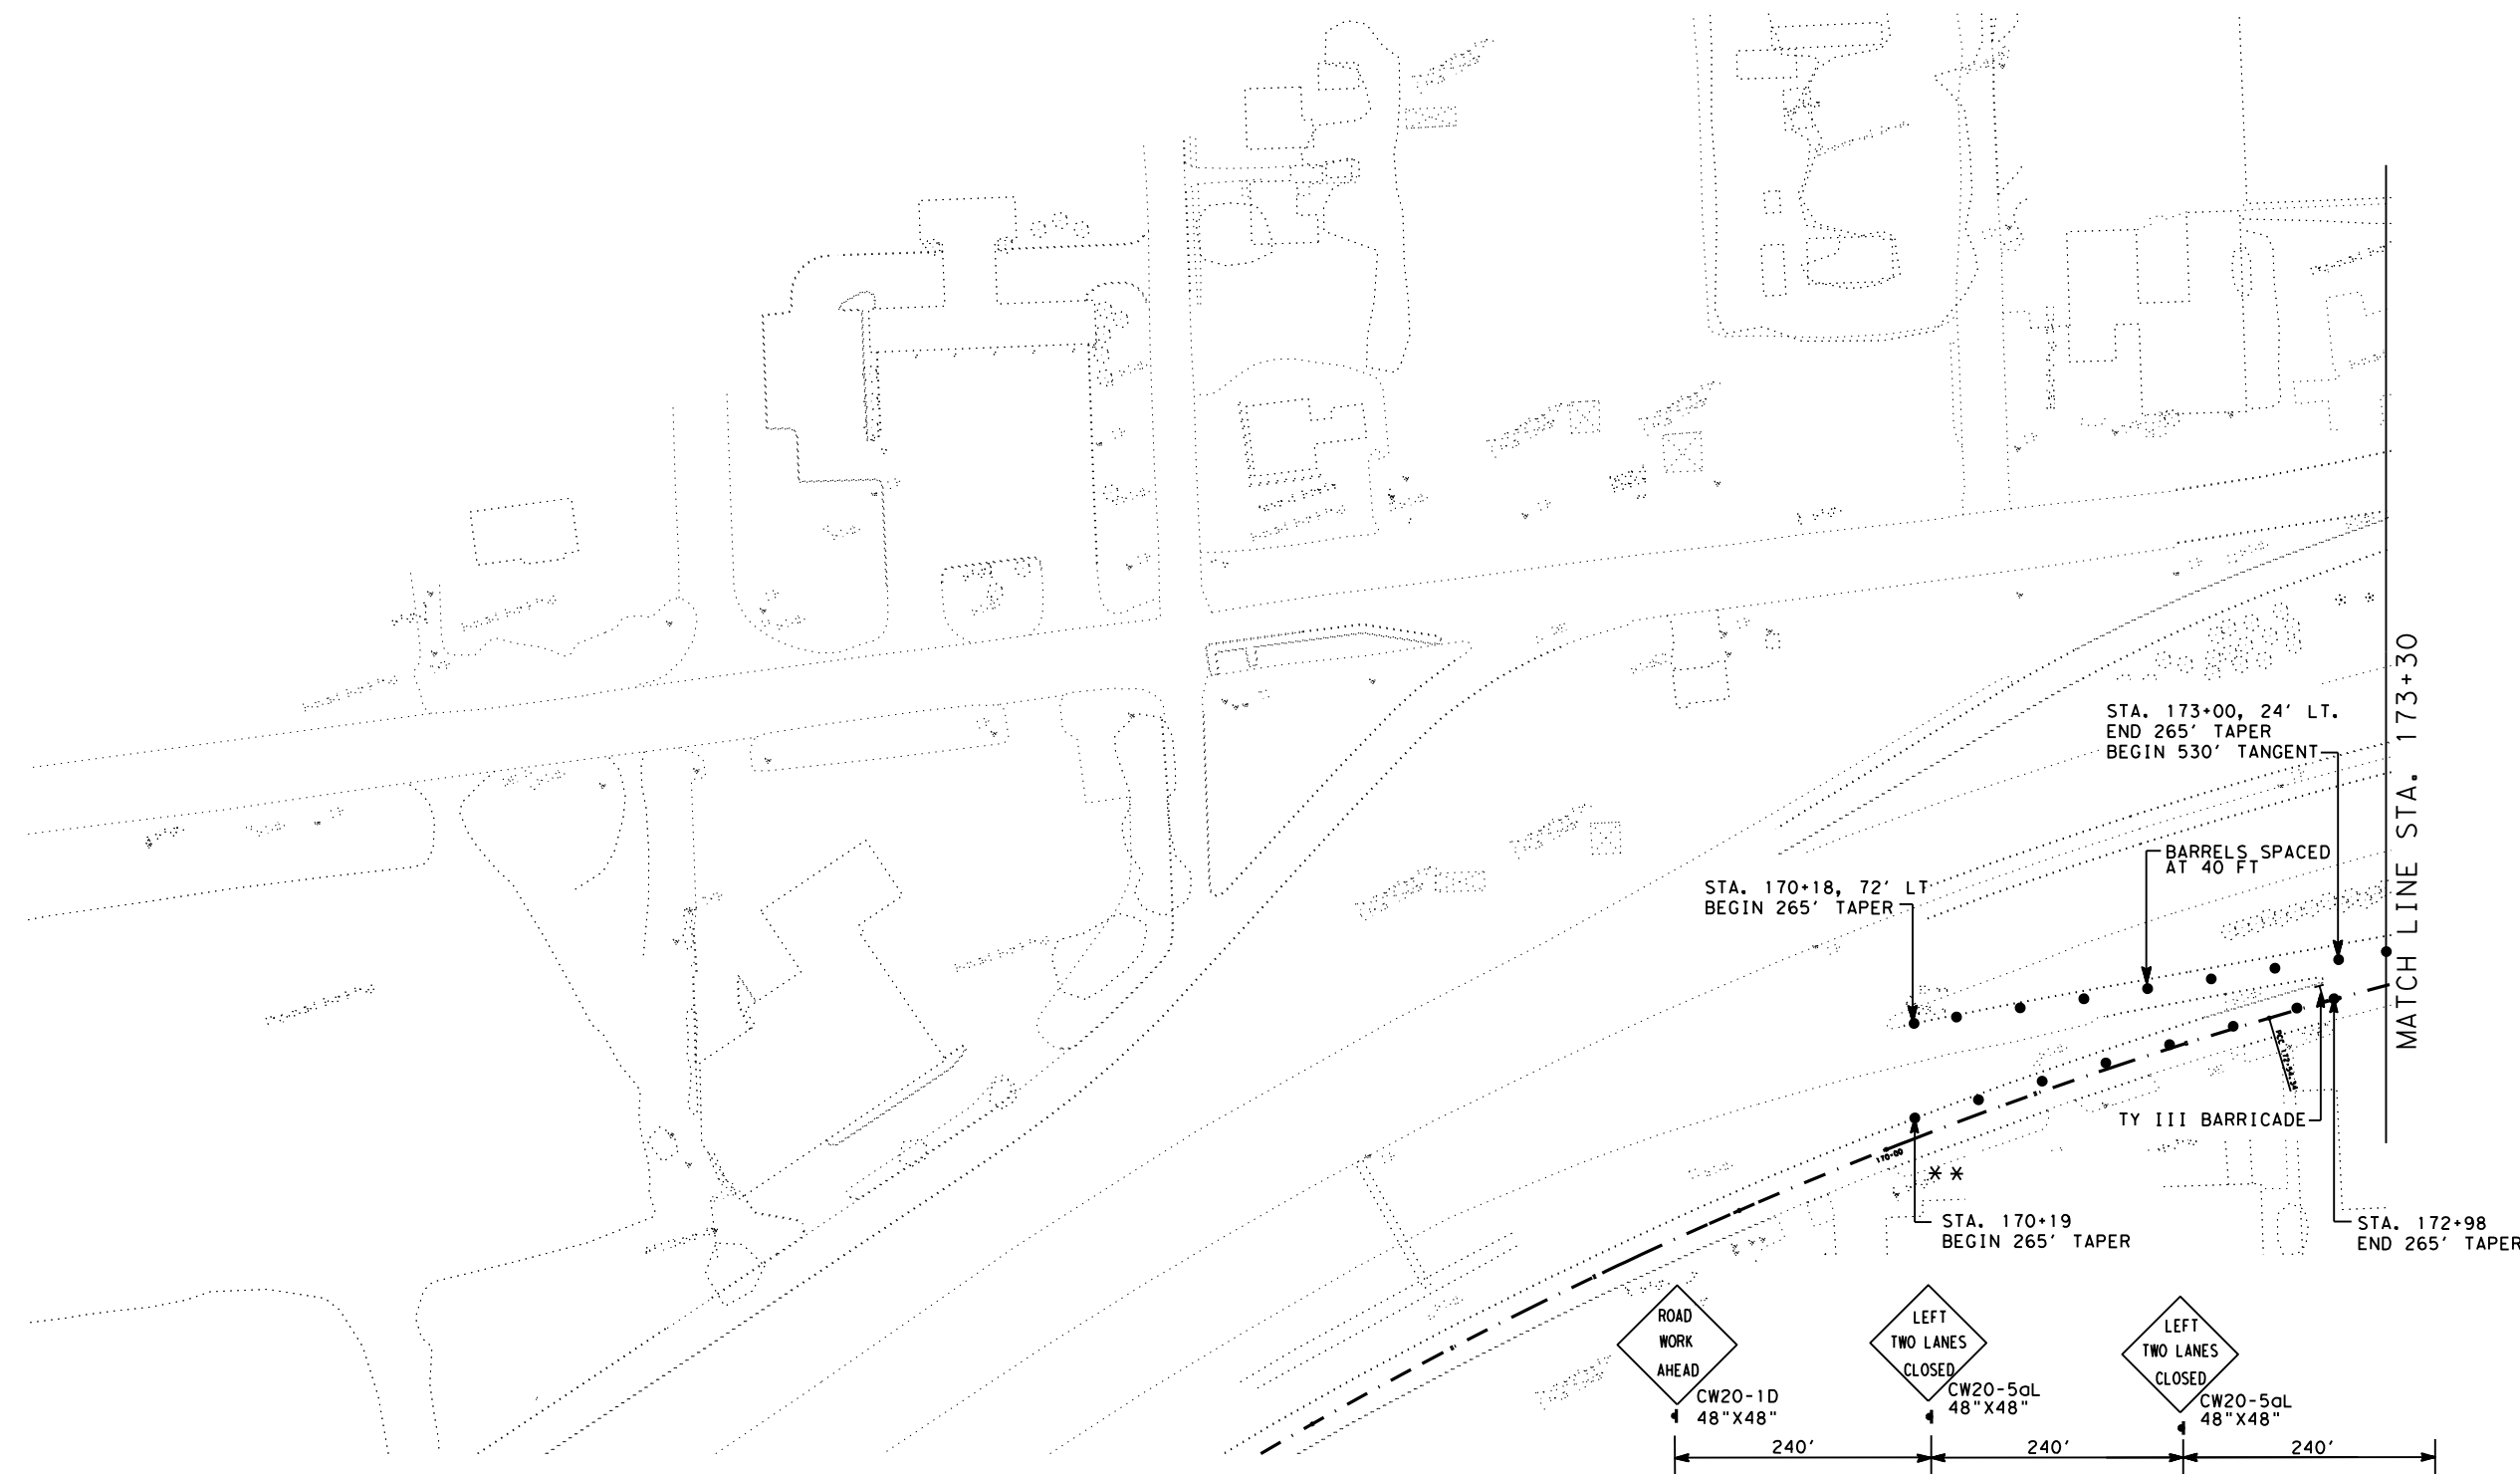 STA. 173+00, 24' LT.
END 265' TAPER
BEGIN 530' TANGENT
MATCH LINE STA. 173+30
BARRELS SPACED
AT 40 FT
STA. 170+18, 72' LT
BEGIN 265' TAPER
TY III BARRICADE
170+00
**
STA. 170+19
BEGIN 265' TAPER
STA. 172+98
END 265' TAPER
ROAD
WORK
AHEAD
CW20-1D
48"X48"
LEFT
TWO LANES
CLOSED
CW20-5aL
48"X48"
LEFT
TWO LANES
CLOSED
CW20-5aL
48"X48"
240'
240'
240'